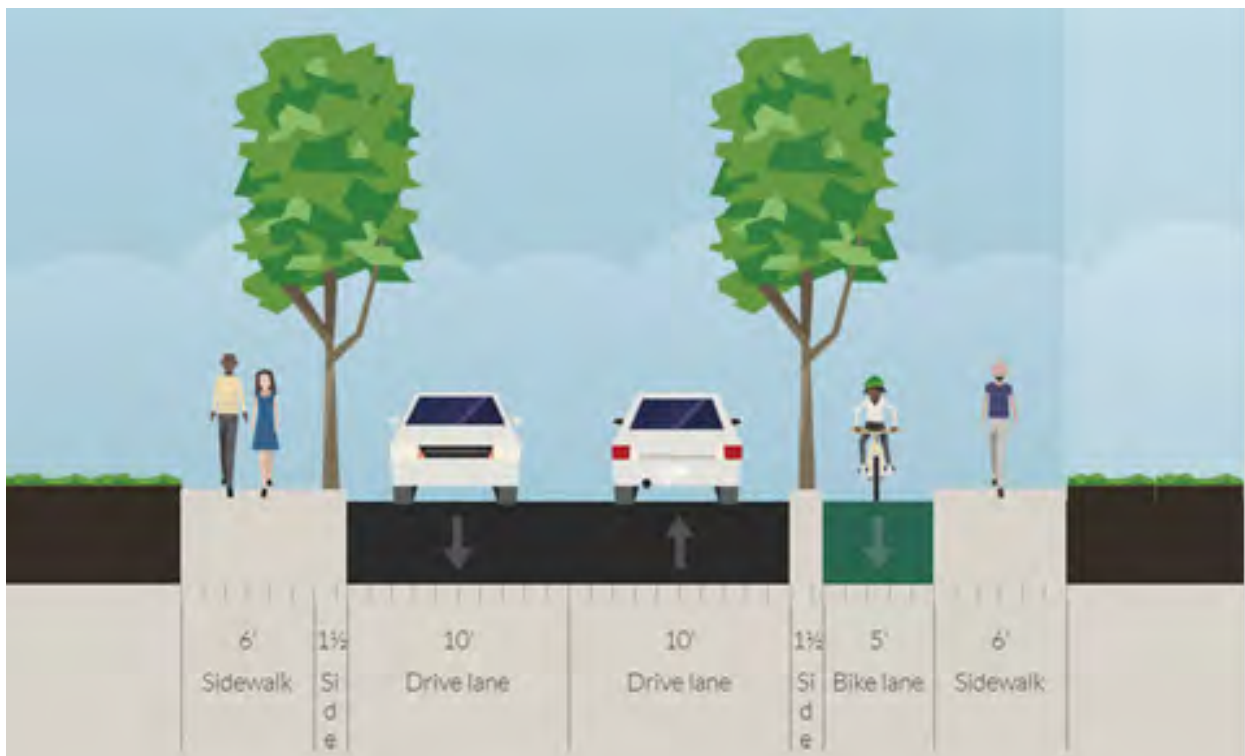 6' 1½ 10' 10' 1½ 5' 6'
Sidewalk Si Drive lane Drive lane Si Bike lane Sidewalk
d d
e e